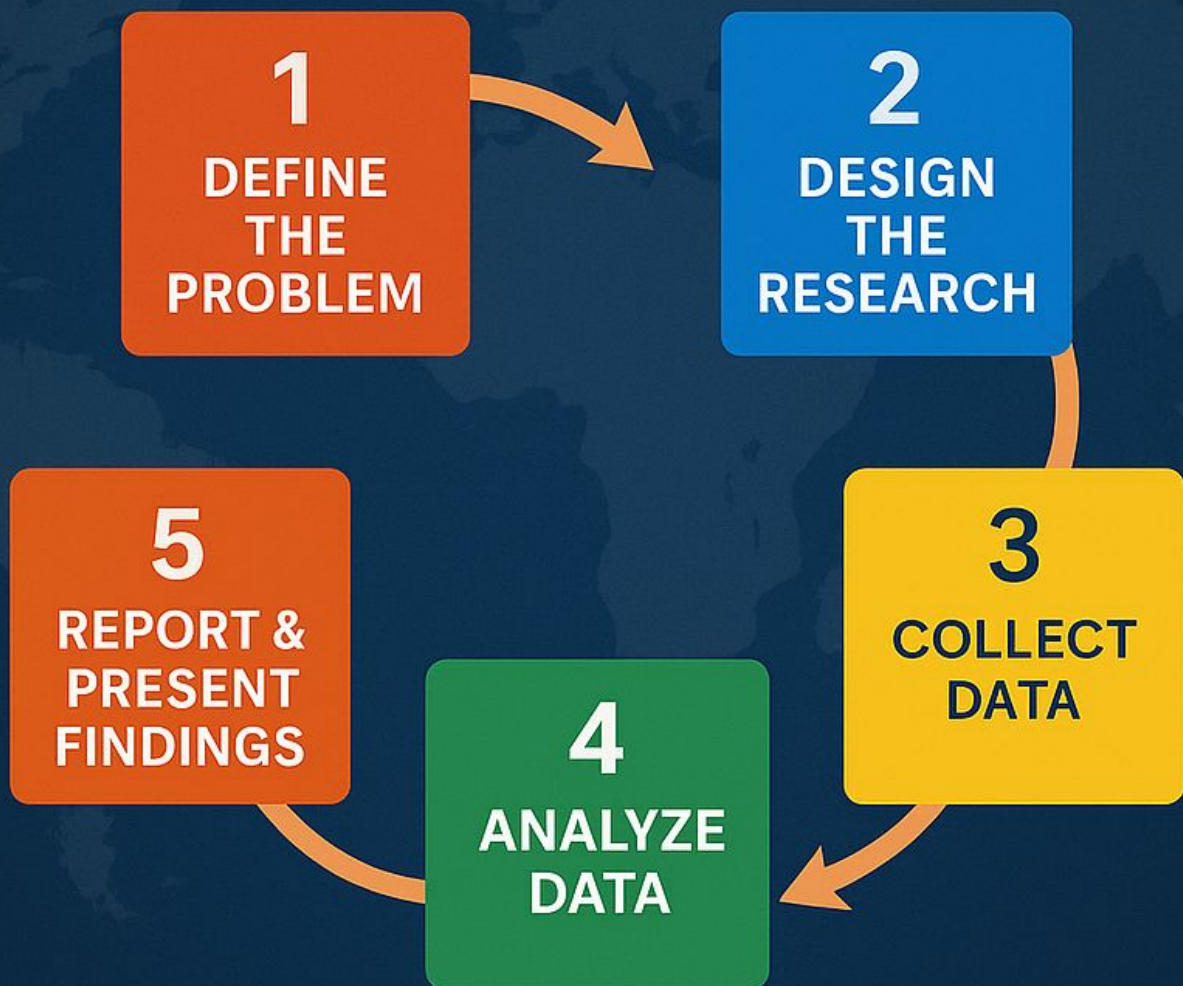 1
DEFINE
THE
PROBLEM
2
DESIGN
THE
RESEARCH
3
COLLECT
DATA
4
ANALYZE
DATA
5
REPORT &
PRESENT
FINDINGS